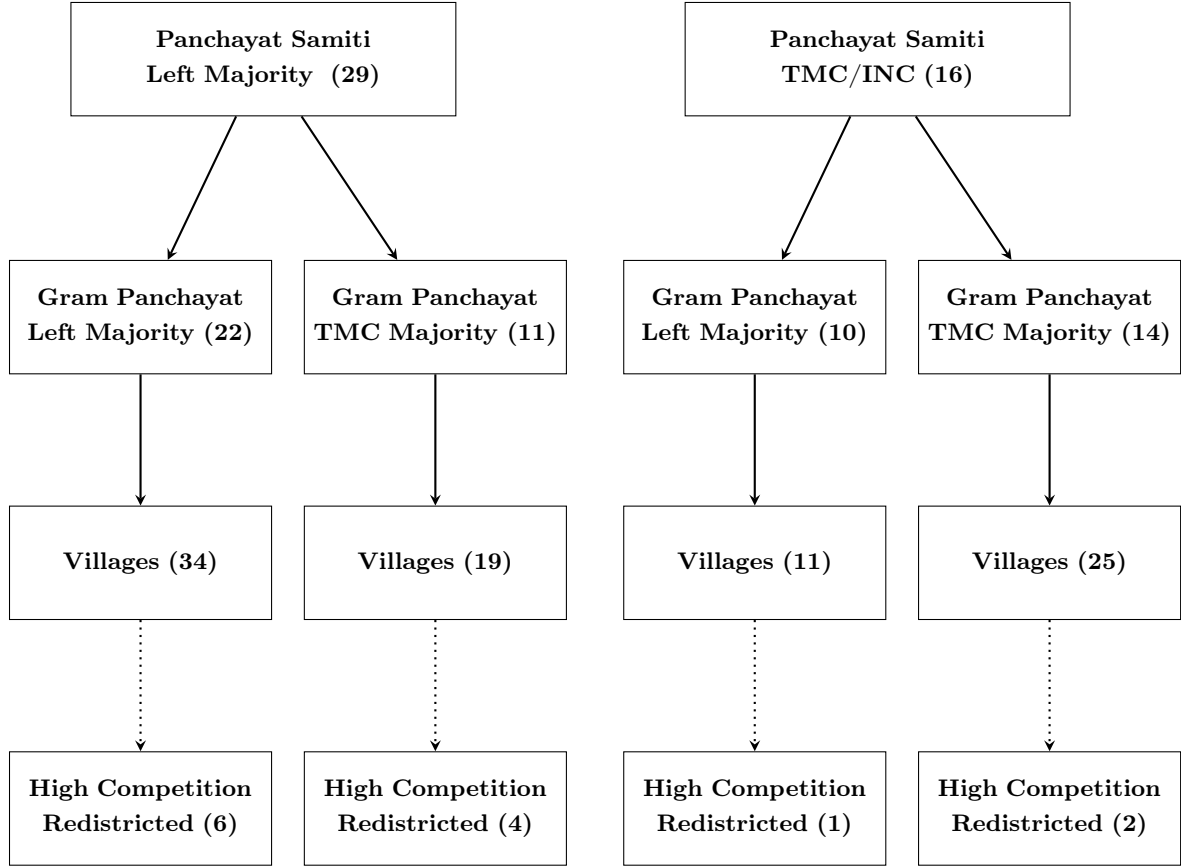 Panchayat Samiti
Left Majority (29)
Panchayat Samiti
TMC/INC (16)
Gram Panchayat
Left Majority (22)
Gram Panchayat
TMC Majority (11)
Gram Panchayat
Left Majority (10)
Gram Panchayat
TMC Majority (14)
Villages (34)
Villages (19)
Villages (11)
Villages (25)
High Competition
Redistricted (6)
High Competition
Redistricted (4)
High Competition
Redistricted (1)
High Competition
Redistricted (2)